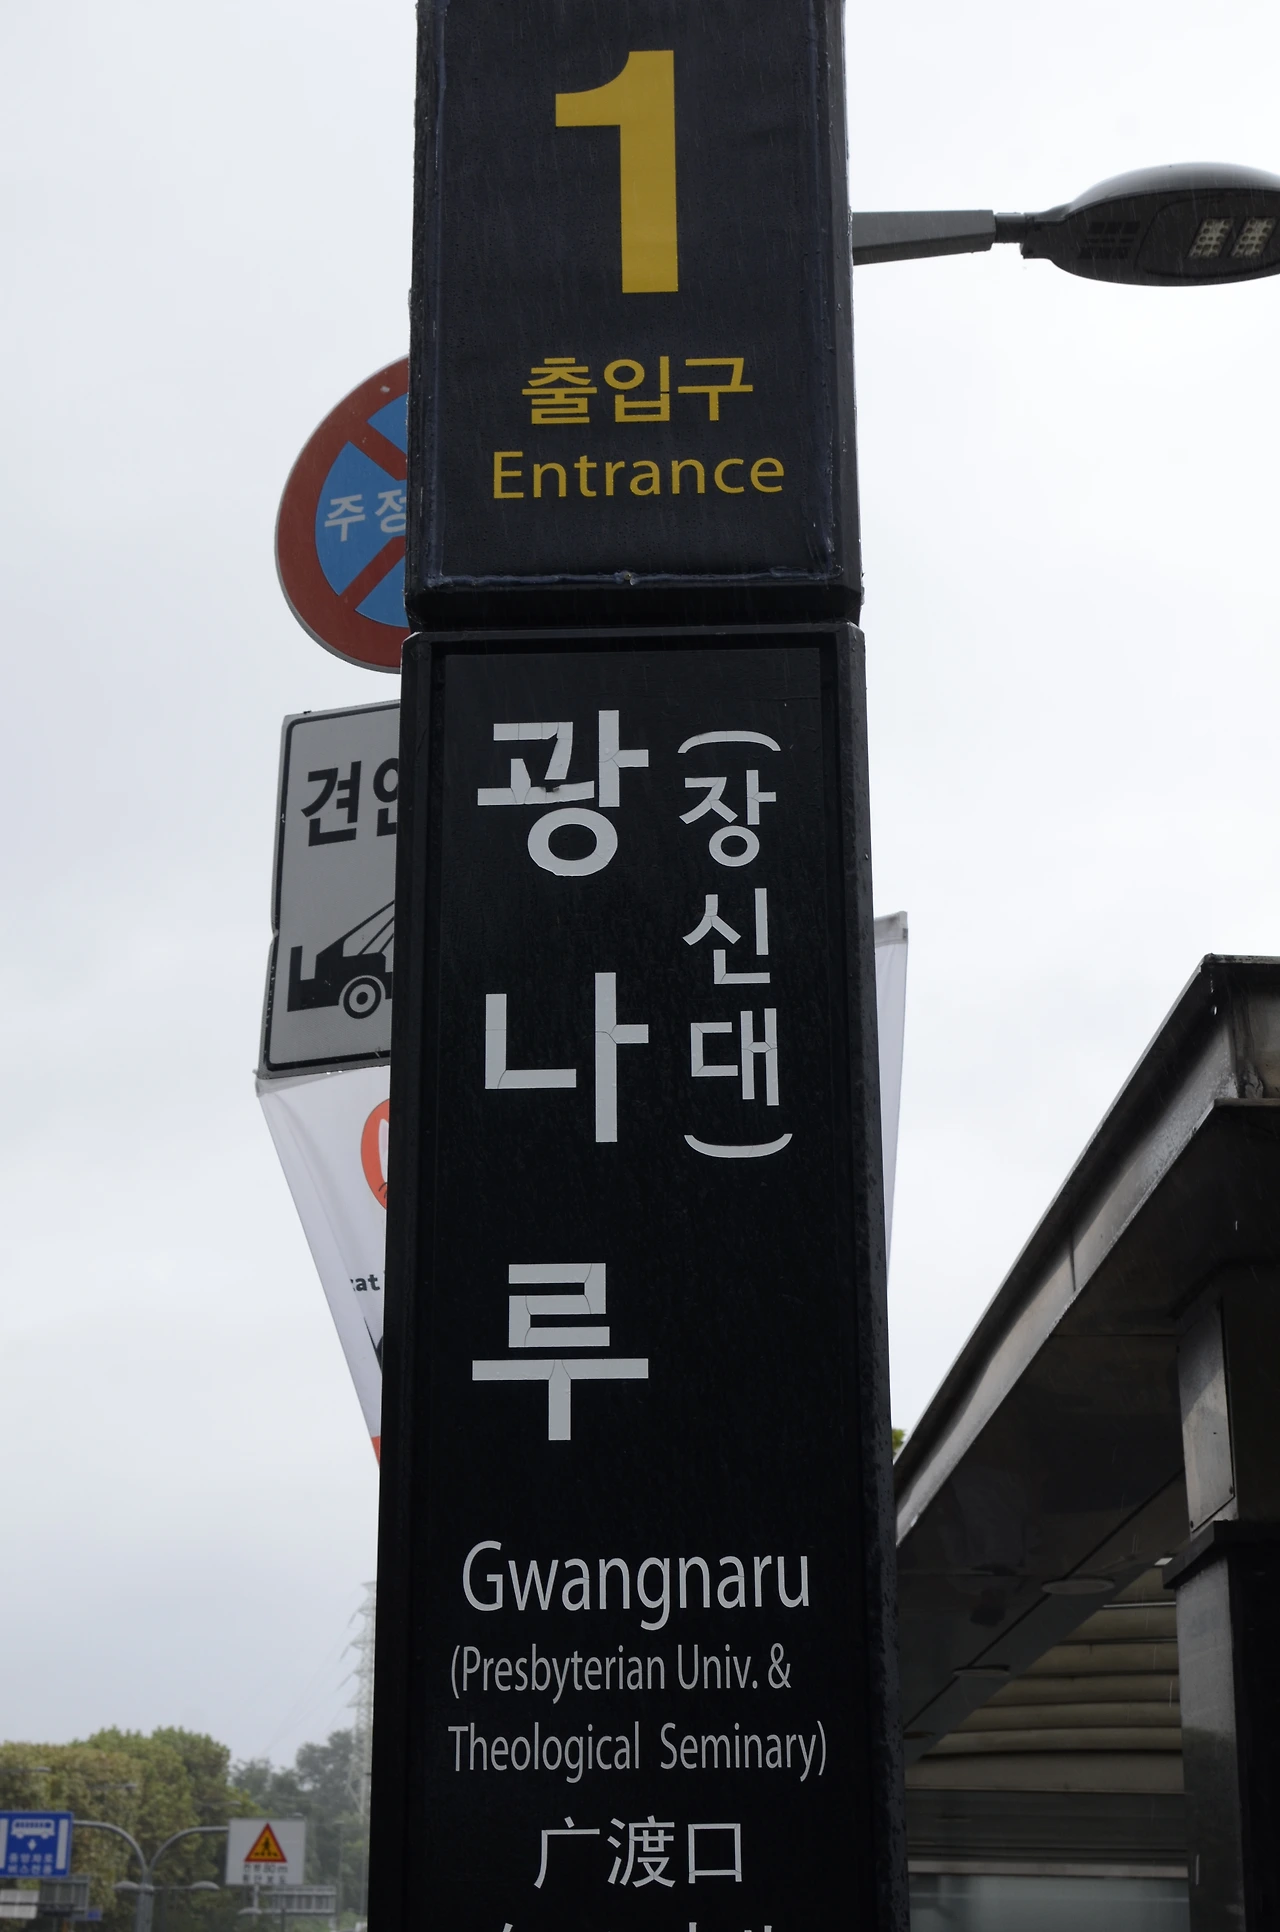 1
출입구
Entrance
주정
견인
광나루
(장신대)
Gwangnaru
(Presbyterian Univ. &
Theological Seminary)
广渡口